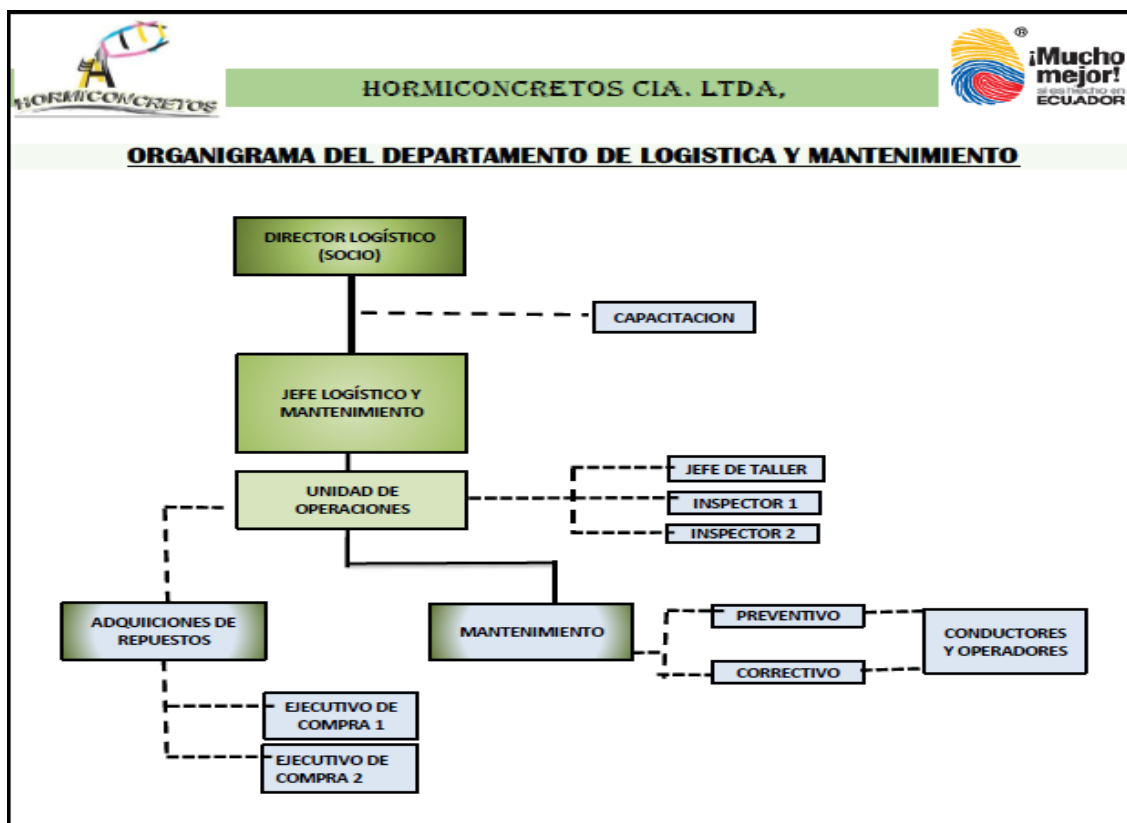 HORMICONCRETOS
HORMICONCRETOS CIA. LTDA,
®
¡Mucho
mejor!
si es hecho en
ECUADOR
ORGANIGRAMA DEL DEPARTAMENTO DE LOGISTICA Y MANTENIMIENTO
DIRECTOR LOGÍSTICO
(SOCIO)
CAPACITACION
JEFE LOGÍSTICO Y
MANTENIMIENTO
UNIDAD DE
OPERACIONES
JEFE DE TALLER
INSPECTOR 1
INSPECTOR 2
ADQUIICIONES DE
REPUESTOS
MANTENIMIENTO
PREVENTIVO
CORRECTIVO
CONDUCTORES
Y OPERADORES
EJECUTIVO DE
COMPRA 1
EJECUTIVO DE
COMPRA 2